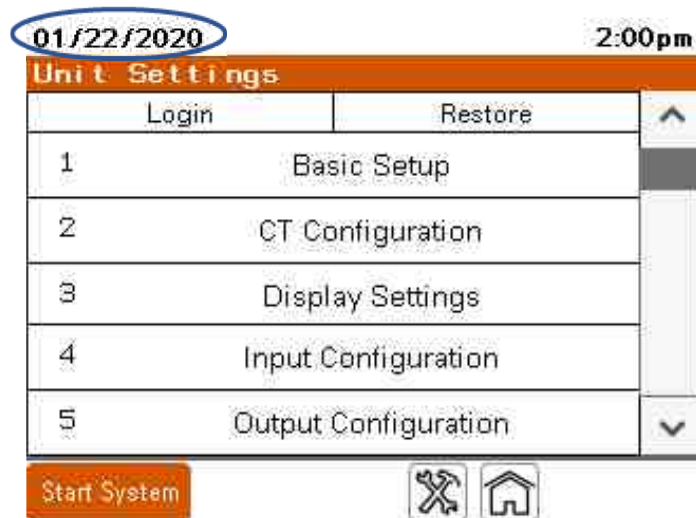 01/22/2020 2:00pm
Unit Settings
Login Restore
1 Basic Setup
2 CT Configuration
3 Display Settings
4 Input Configuration
5 Output Configuration
Start System